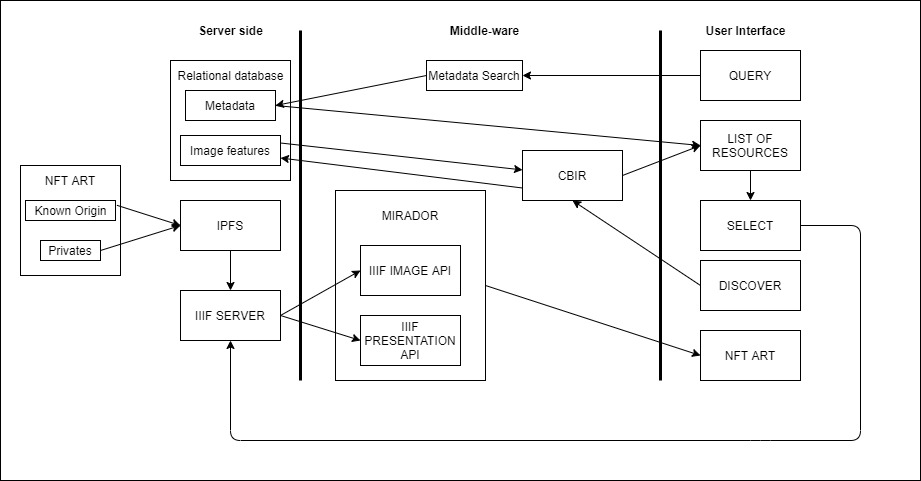 Server side
Middle-ware
User Interface
Relational database
Metadata
Image features
Metadata Search
QUERY
LIST OF
RESOURCES
CBIR
NFT ART
Known Origin
Privates
IPFS
IIIF SERVER
MIRADOR
IIIF IMAGE API
IIIF
PRESENTATION
API
SELECT
DISCOVER
NFT ART